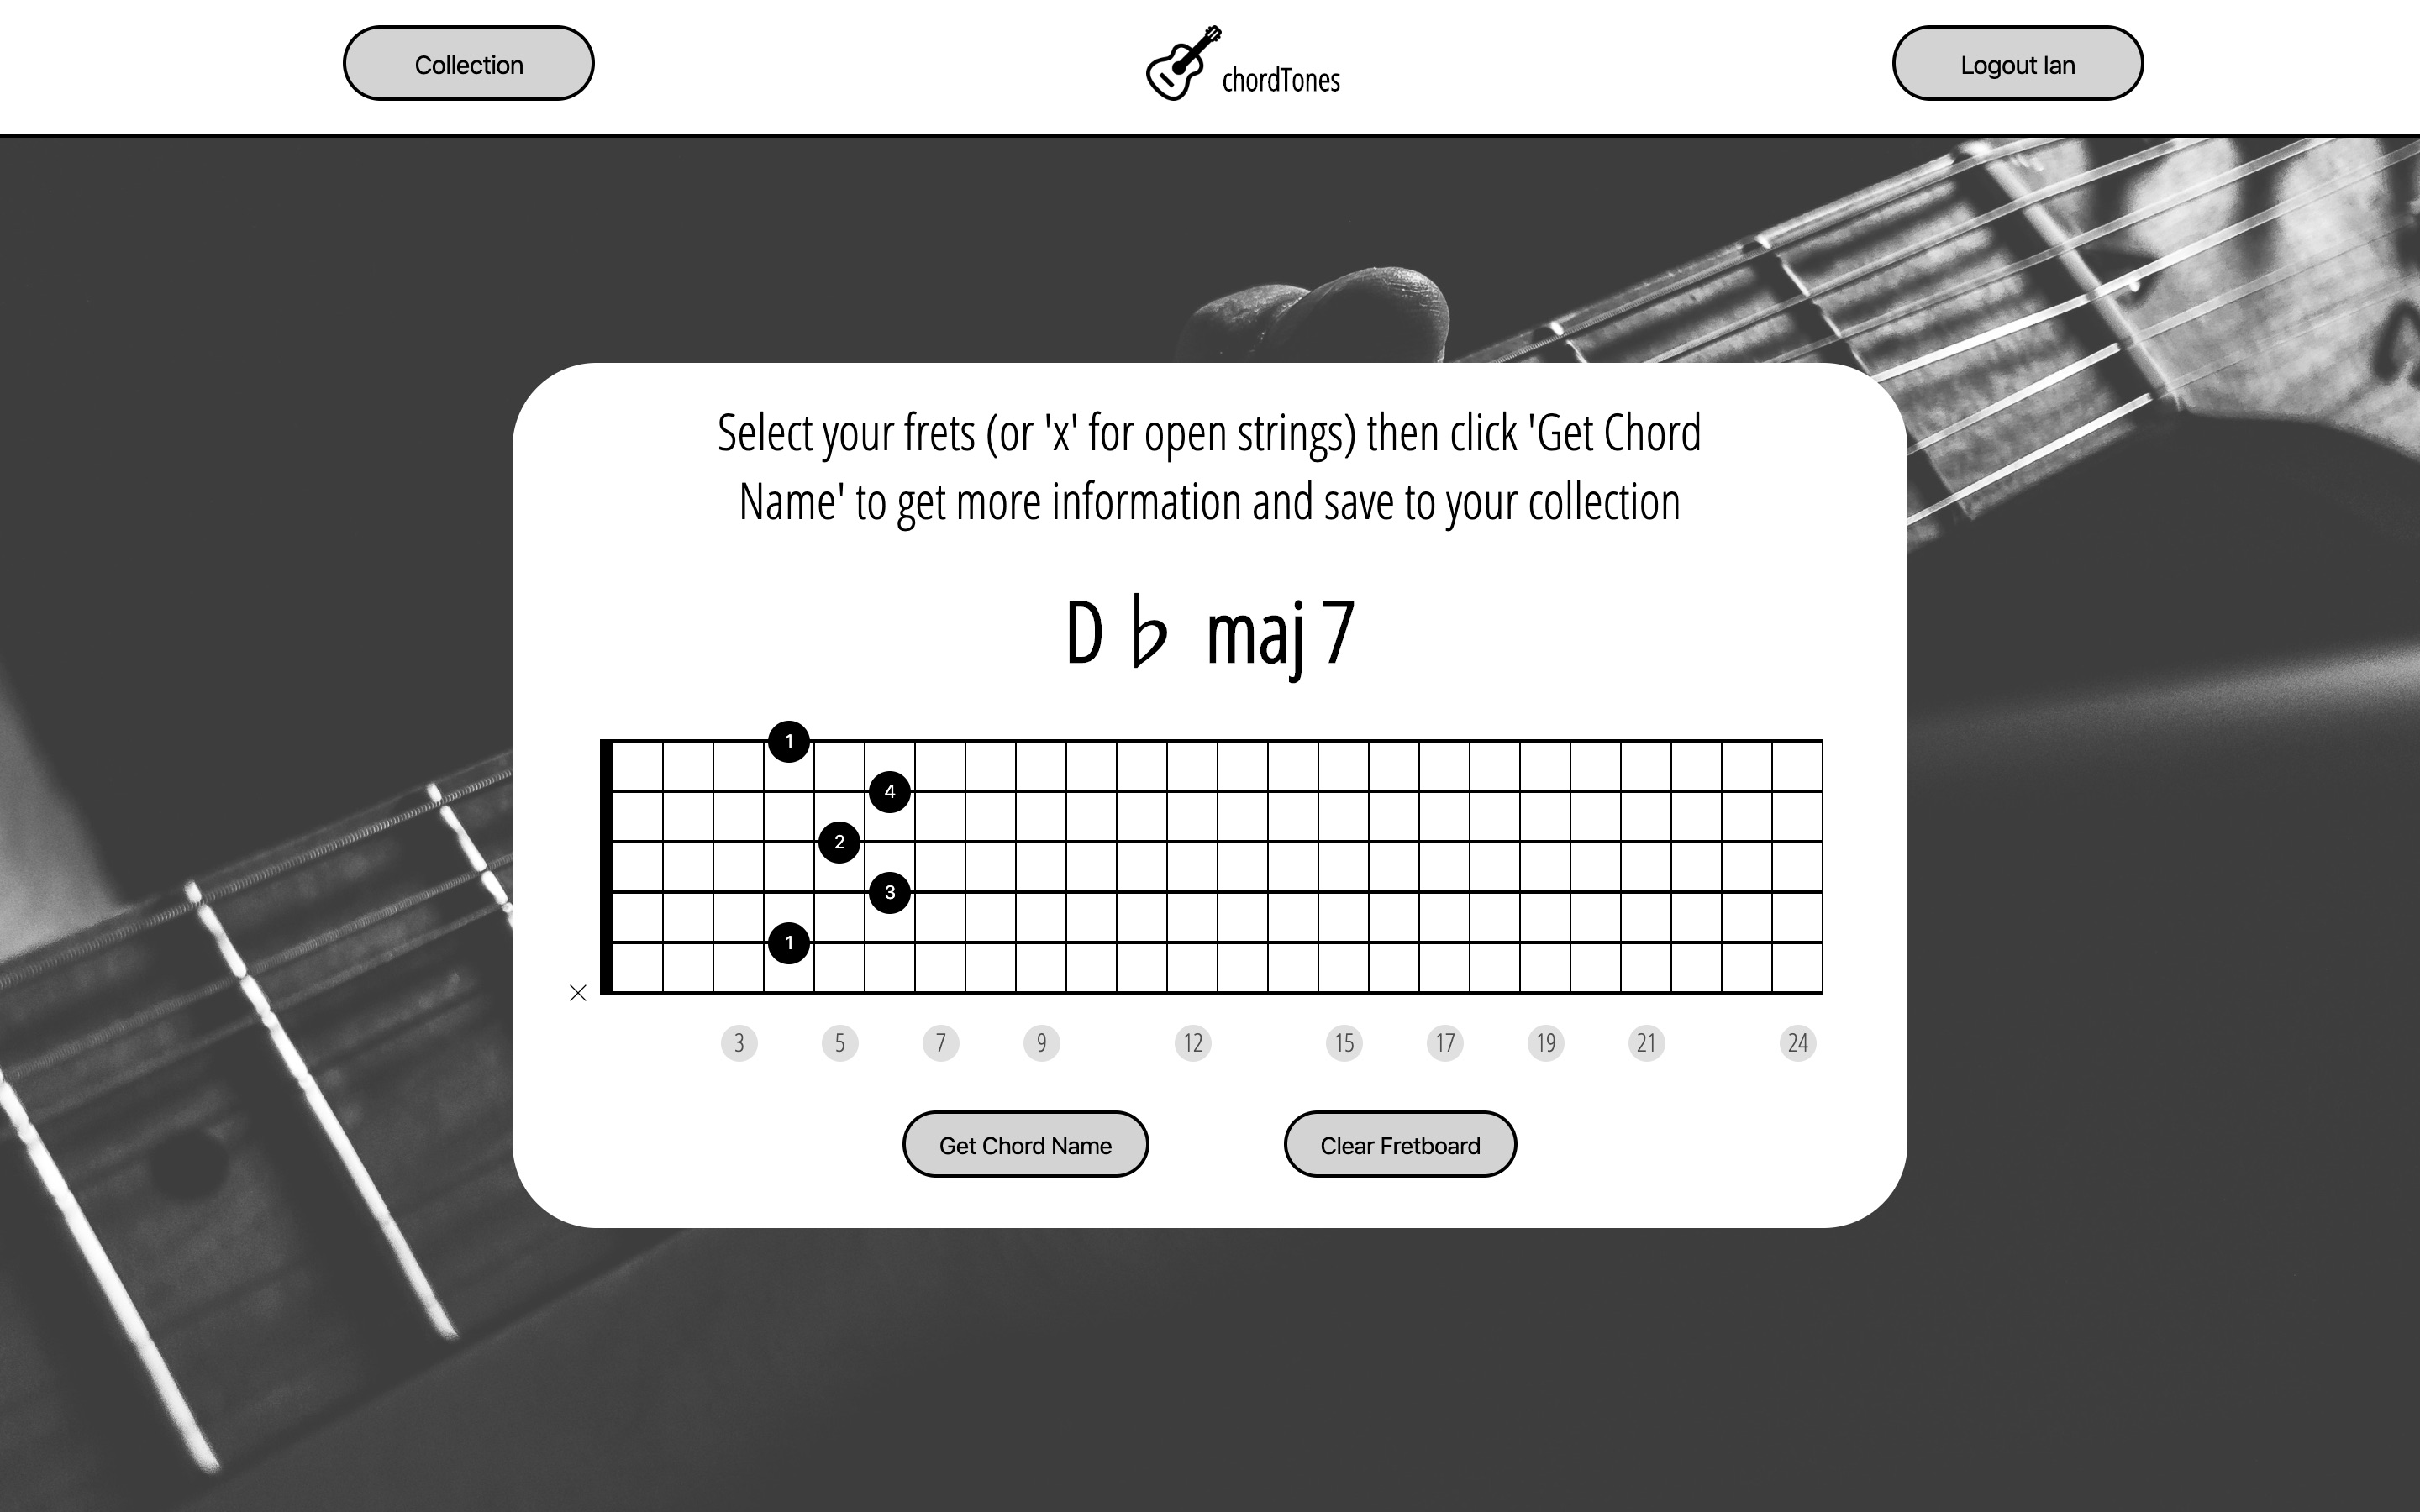 Collection
chordTones
Logout Ian
Select your frets (or 'x' for open strings) then click 'Get Chord
Name' to get more information and save to your collection
D ♭ maj 7
1
4
2
3
1
×
3 5 7 9 12 15 17 19 21 24
Get Chord Name
Clear Fretboard